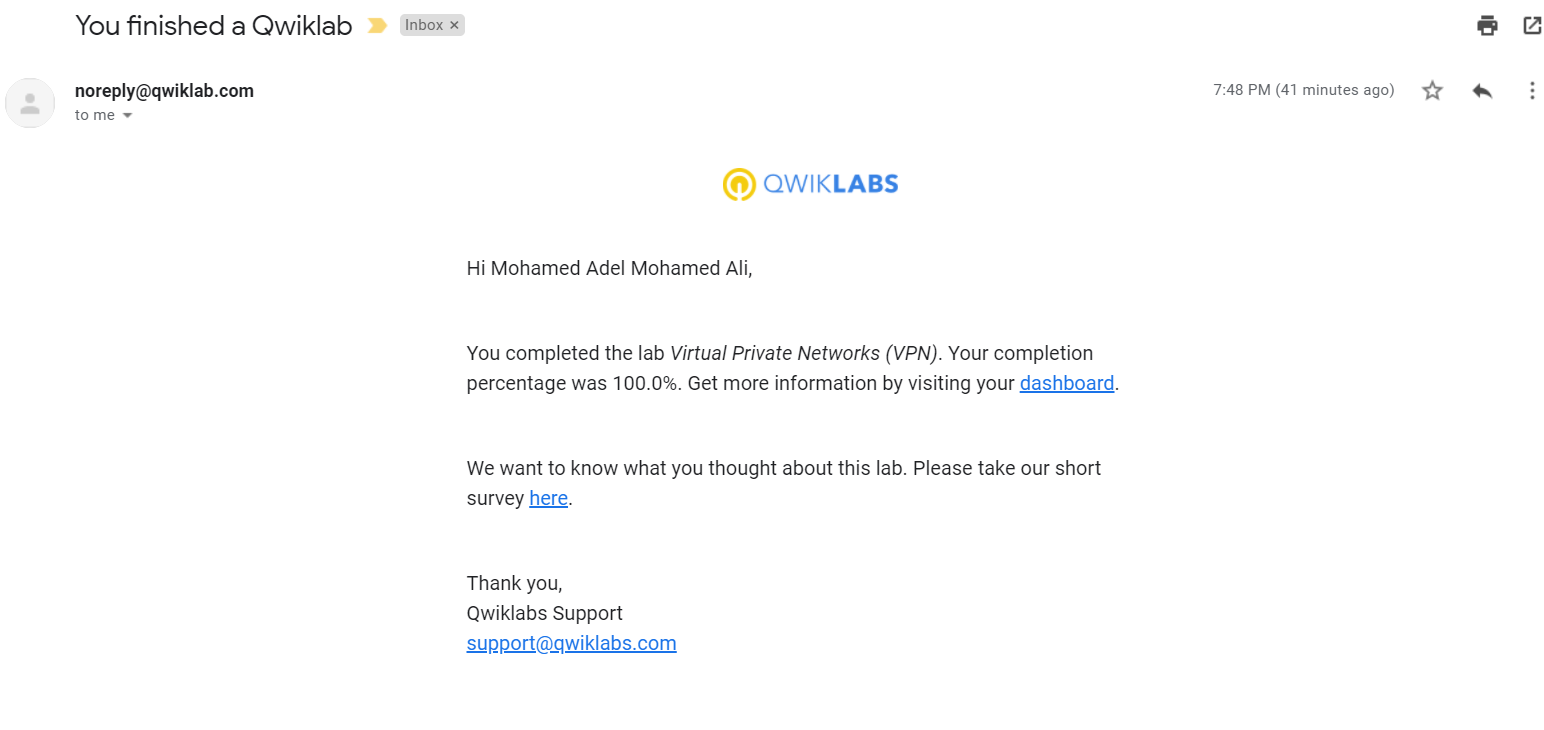 You finished a Qwiklab
Inbox ×
noreply@qwiklab.com
7:48 PM (41 minutes ago)
to me
QWIKLABS
Hi Mohamed Adel Mohamed Ali,
You completed the lab Virtual Private Networks (VPN). Your completion
percentage was 100.0%. Get more information by visiting your dashboard.
We want to know what you thought about this lab. Please take our short
survey here.
Thank you,
Qwiklabs Support
support@qwiklabs.com